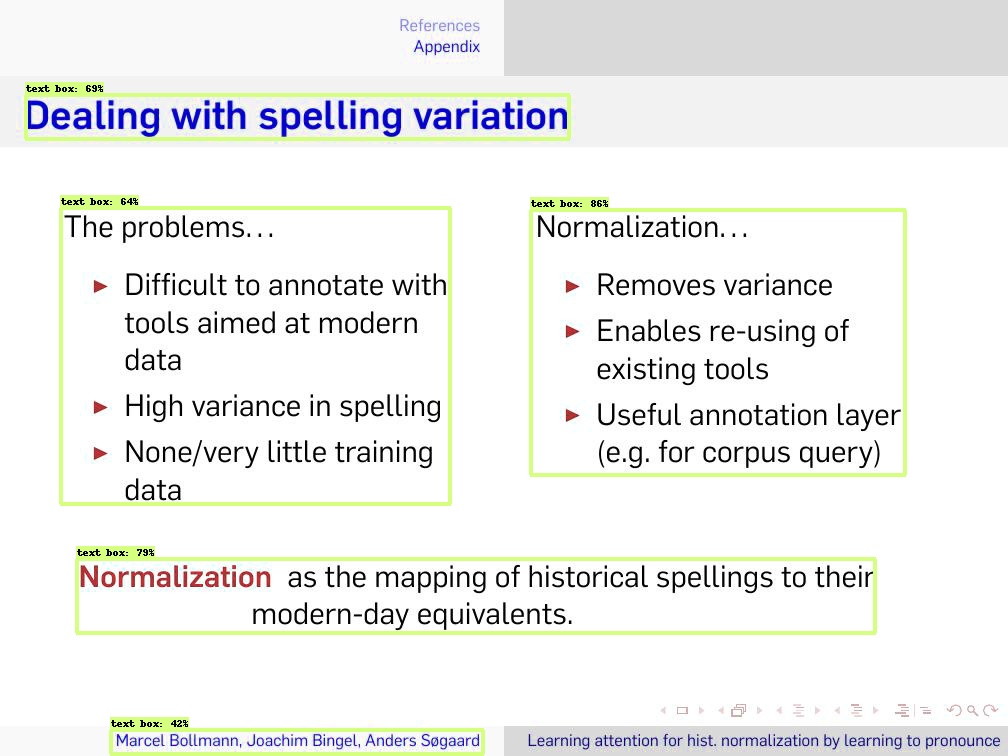 References
Appendix
text box: 69%
Dealing with spelling variation
text box: 64%
The problems...
► Difficult to annotate with
tools aimed at modern
data
► High variance in spelling
► None/very little training
data
text box: 86%
Normalization...
► Removes variance
► Enables re-using of
existing tools
► Useful annotation layer
(e.g. for corpus query)
text box: 79%
Normalization as the mapping of historical spellings to their
modern-day equivalents.
text box: 42%
Marcel Bollmann, Joachim Bingel, Anders Søgaard
Learning attention for hist. normalization by learning to pronounce